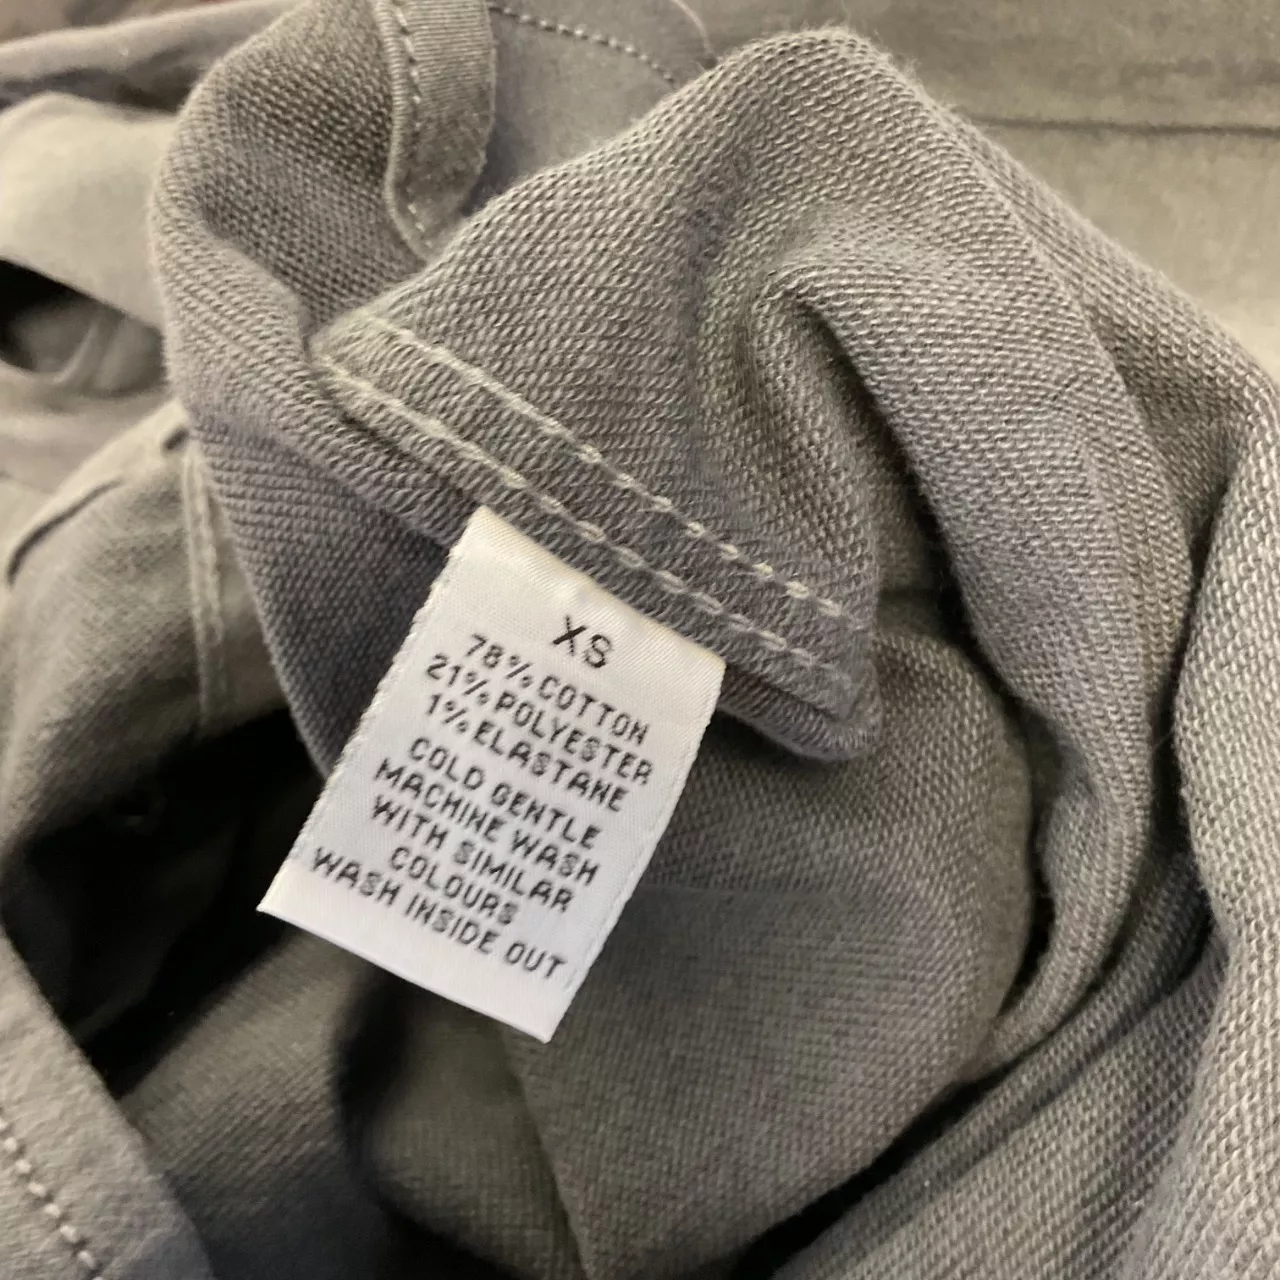 XS
78% COTTON
21% POLYESTER
1% ELASTANE
COLD GENTLE
MACHINE WASH
WITH SIMILAR
COLOURS
WASH INSIDE OUT